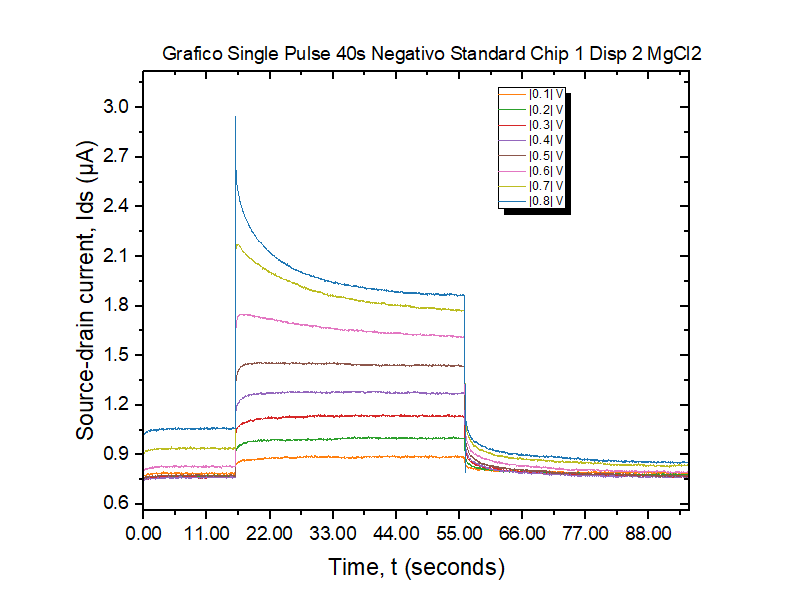 Grafico Single Pulse 40s Negativo Standard Chip 1 Disp 2 MgCl2
|0.1| V
|0.2| V
|0.3| V
|0.4| V
|0.5| V
|0.6| V
|0.7| V
|0.8| V
Source-drain current, Ids (µA)
3.0
2.7
2.4
2.1
1.8
1.5
1.2
0.9
0.6
0.00 11.00 22.00 33.00 44.00 55.00 66.00 77.00 88.00
Time, t (seconds)